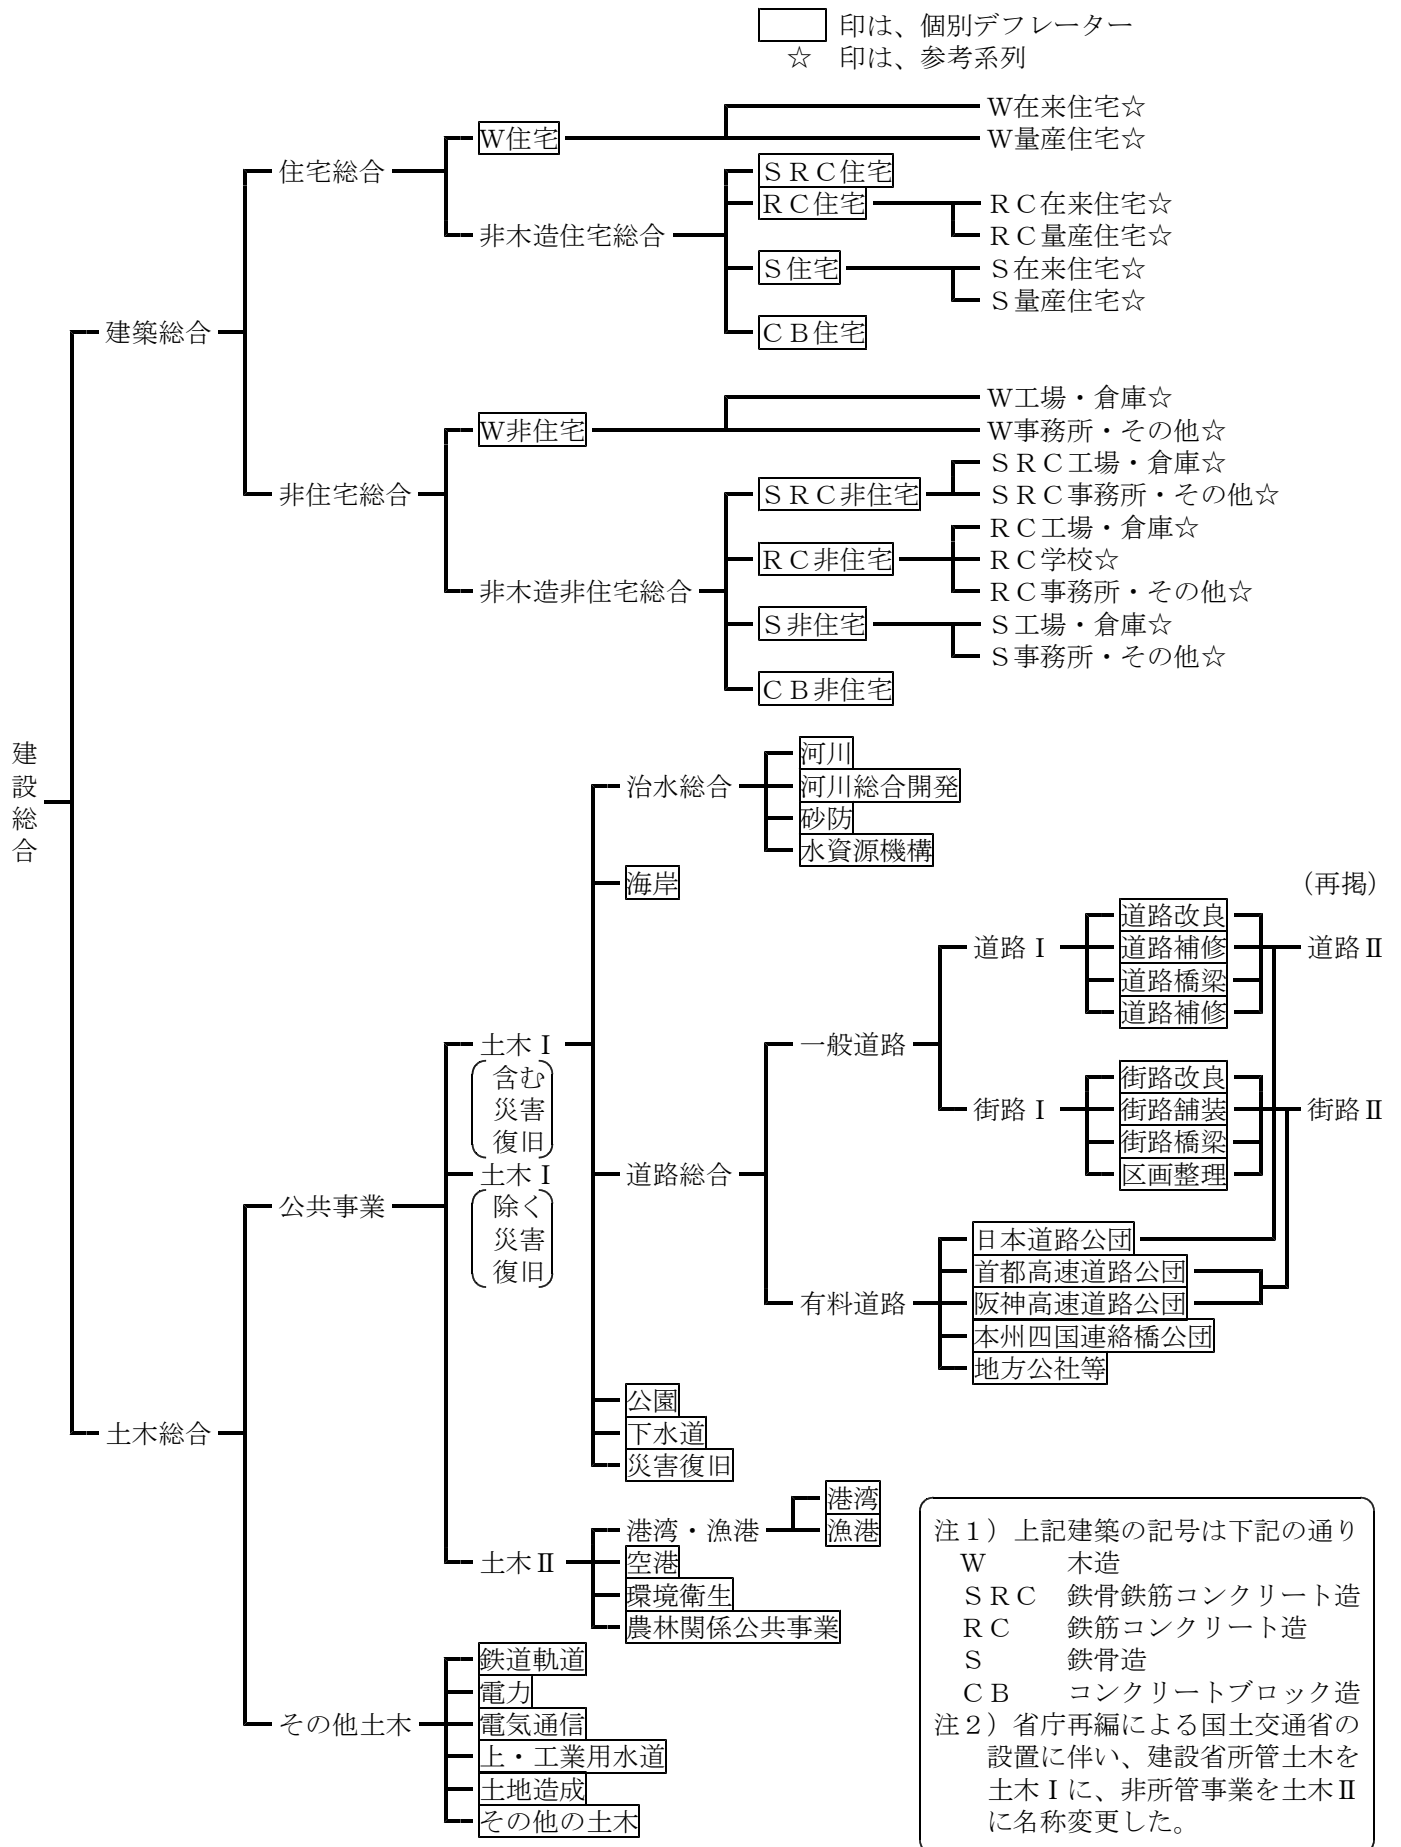 印は、個別デフレーター
☆ 印は、参考系列
W在来住宅☆
W住宅
W量産住宅☆
住宅総合
ＳＲＣ住宅
ＲＣ住宅
ＲＣ在来住宅☆
非木造住宅総合
ＲＣ量産住宅☆
Ｓ住宅
Ｓ在来住宅☆
Ｓ量産住宅☆
建築総合
ＣＢ住宅
W工場・倉庫☆
W非住宅
W事務所・その他☆
ＳＲＣ工場・倉庫☆
非住宅総合
ＳＲＣ非住宅
ＳＲＣ事務所・その他☆
ＲＣ工場・倉庫☆
ＲＣ非住宅
ＲＣ学校☆
非木造非住宅総合
ＲＣ事務所・その他☆
Ｓ非住宅
Ｓ工場・倉庫☆
Ｓ事務所・その他☆
ＣＢ非住宅
建設総合
河川
治水総合
河川総合開発
砂防
水資源機構
海岸
（再掲）
道路改良
道路Ⅰ
道路補修
道路Ⅱ
道路橋梁
道路補修
土木Ⅰ
一般道路
含む
災害
復旧
街路改良
街路Ⅰ
街路舗装
街路Ⅱ
街路橋梁
土木Ⅰ
道路総合
区画整理
公共事業
除く
災害
復旧
日本道路公団
首都高速道路公団
有料道路
阪神高速道路公団
本州四国連絡橋公団
地方公社等
公園
土木総合
下水道
災害復旧
港湾
港湾・漁港
漁港
土木Ⅱ
空港
環境衛生
農林関係公共事業
鉄道軌道
電力
その他土木
電気通信
上・工業用水道
土地造成
その他の土木
注１）上記建築の記号は下記の通り
W 木造
ＳＲＣ 鉄骨鉄筋コンクリート造
ＲＣ 鉄筋コンクリート造
Ｓ 鉄骨造
ＣＢ コンクリートブロック造
注２）省庁再編による国土交通省の
設置に伴い、建設省所管土木を
土木Ⅰに、非所管事業を土木Ⅱ
に名称変更した。